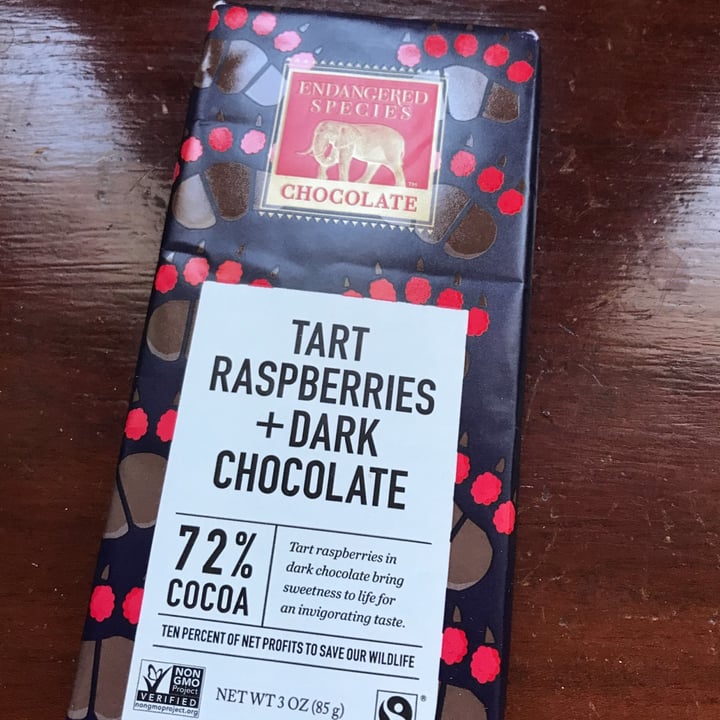 ENDANGERED
SPECIES
™
CHOCOLATE
TART
RASPBERRIES
+ DARK
CHOCOLATE
72%
COCOA
Tart raspberries in
dark chocolate bring
sweetness to life for
an invigorating taste.
TEN PERCENT OF NET PROFITS TO SAVE OUR WILDLIFE
NON
GMO
Project
VERIFIED
nongmoproject.org
NET WT 3 OZ (85 g)
®